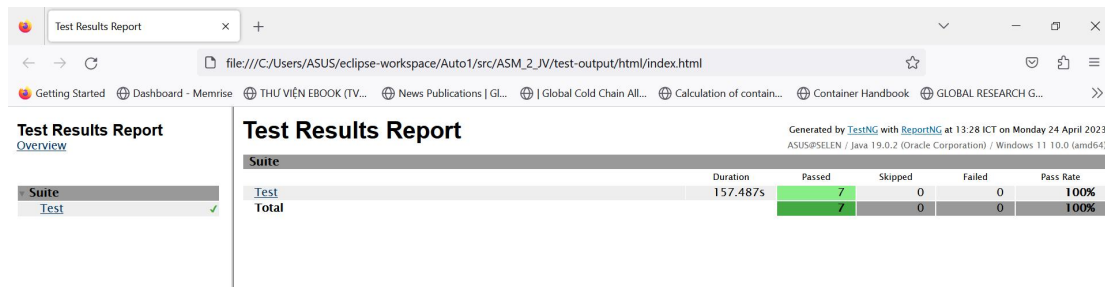 Test Results Report
file:///C:/Users/ASUS/eclipse-workspace/Auto1/src/ASM_2_JV/test-output/html/index.html
Getting Started Dashboard - Memrise THƯ VIỆN EBOOK (TV... News Publications | Gl... | Global Cold Chain All... Calculation of contain... Container Handbook GLOBAL RESEARCH G...
Test Results Report
Overview
Suite
Test
Test Results Report
Generated by TestNG with ReportNG at 13:28 ICT on Monday 24 April 2023
ASUS@SELEN / Java 19.0.2 (Oracle Corporation) / Windows 11 10.0 (amd64)
Suite
Duration Passed Skipped Failed Pass Rate
Test 157.487s 7 0 0 100%
Total 7 0 0 100%